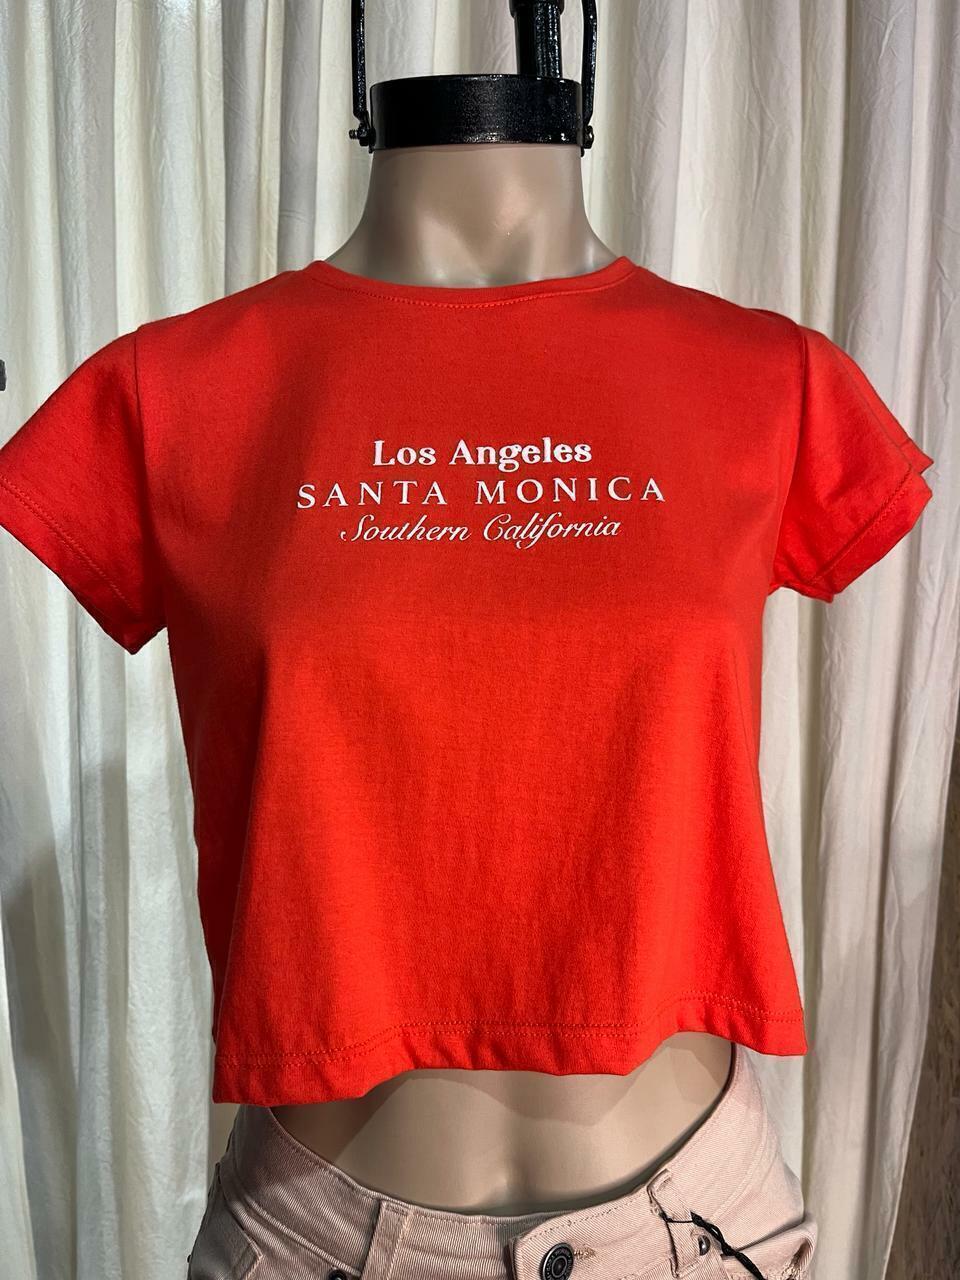 Los Angeles
SANTA MONICA
Southern California